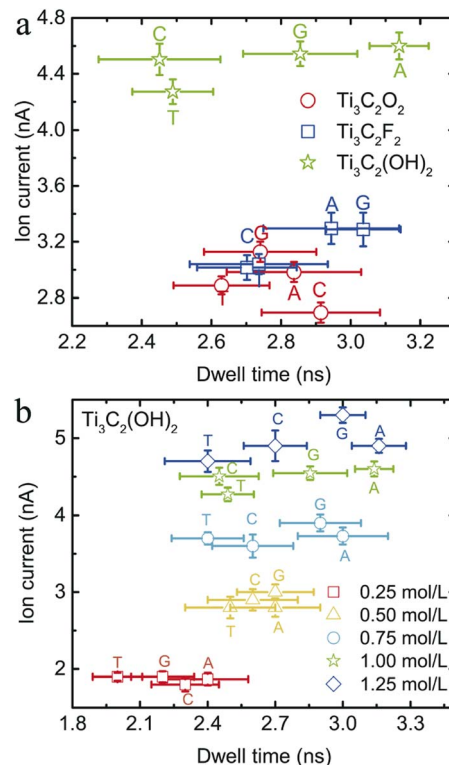 a
4.8
4.4
4.0
3.6
3.2
2.8
Ion current (nA)
C
G
A
T
Ti₃C₂O₂
Ti₃C₂F₂
Ti₃C₂(OH)₂
A G
C G
T T
A C
2.2 2.4 2.6 2.8 3.0 3.2
Dwell time (ns)
b
Ti₃C₂(OH)₂
5
4
3
2
Ion current (nA)
T C G A
C T G A
T C G A
C G
T A
T G A
C
0.25 mol/L
0.50 mol/L
0.75 mol/L
1.00 mol/L
1.25 mol/L
1.8 2.1 2.4 2.7 3.0 3.3
Dwell time (ns)